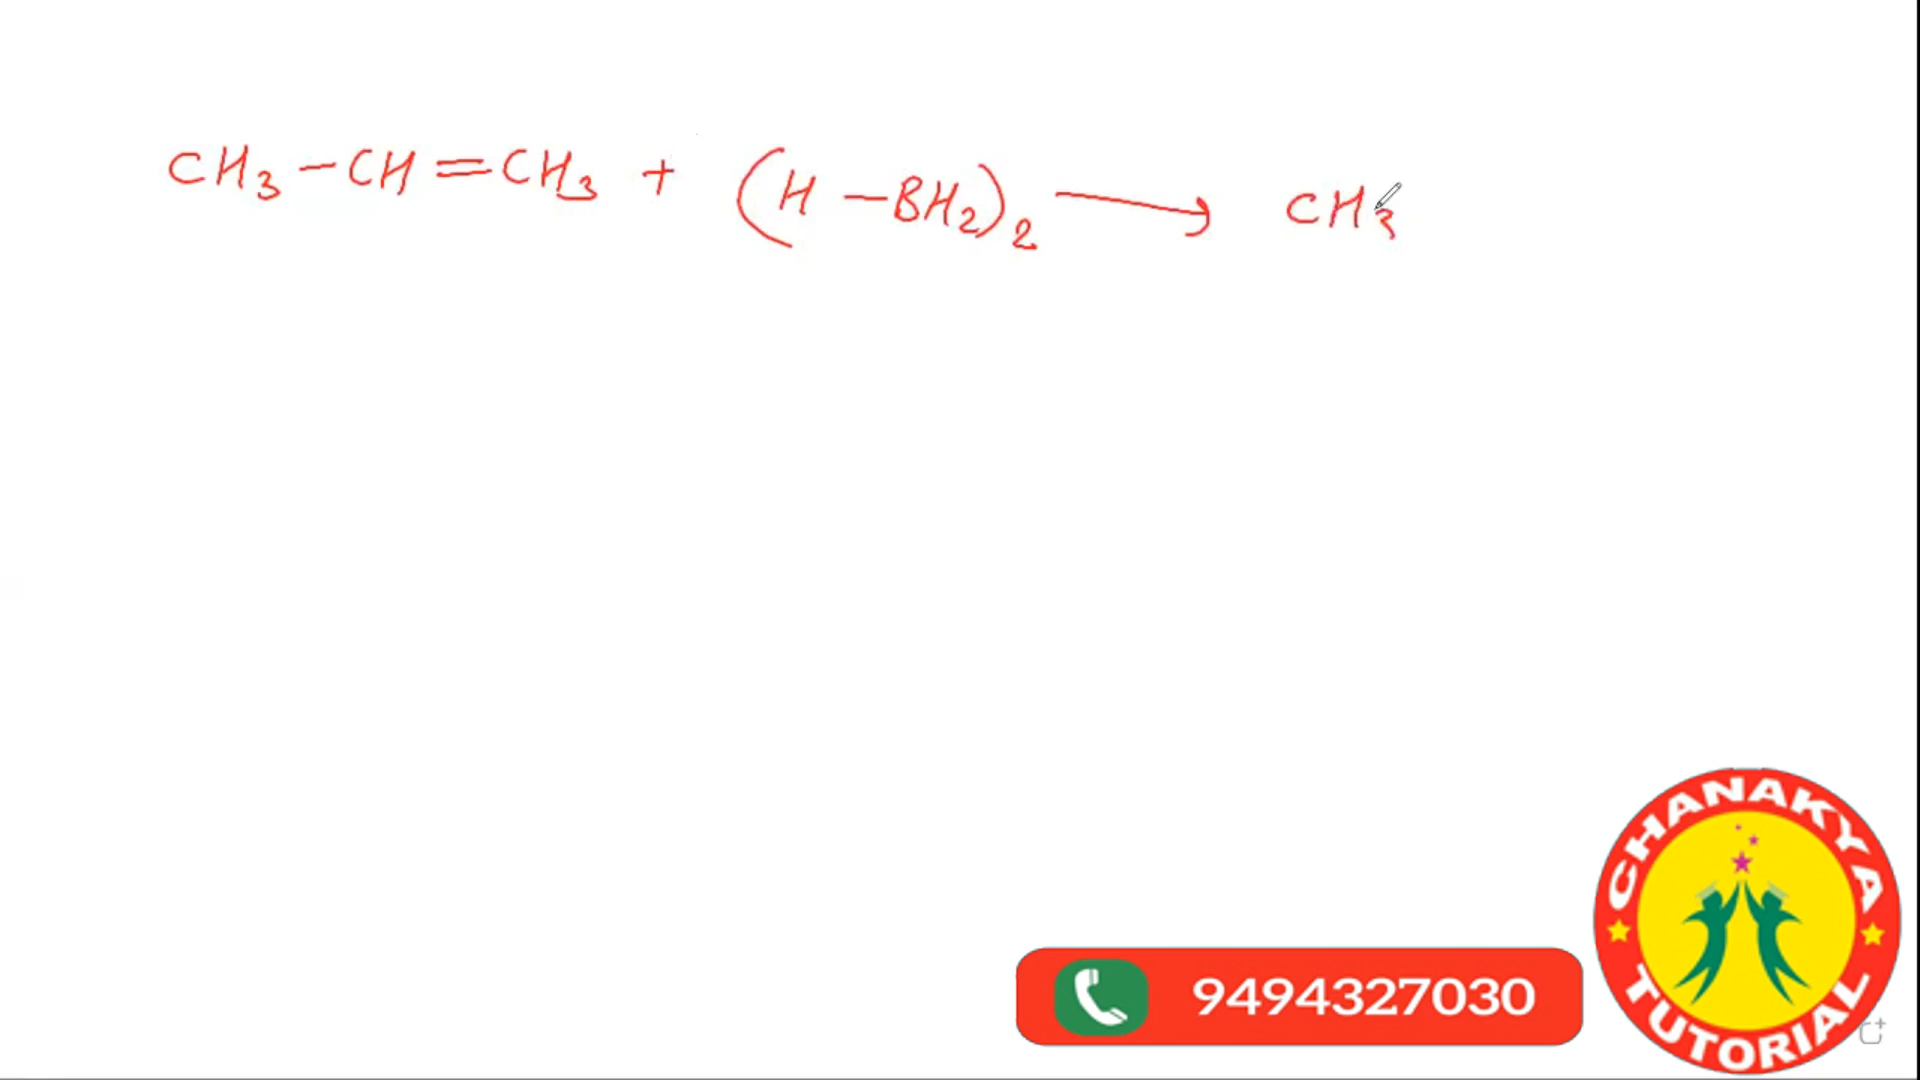 CH3 - CH = CH3 + (H - BH2)2 → CH3
CHANAKYA
9494327030
TUTORIAL